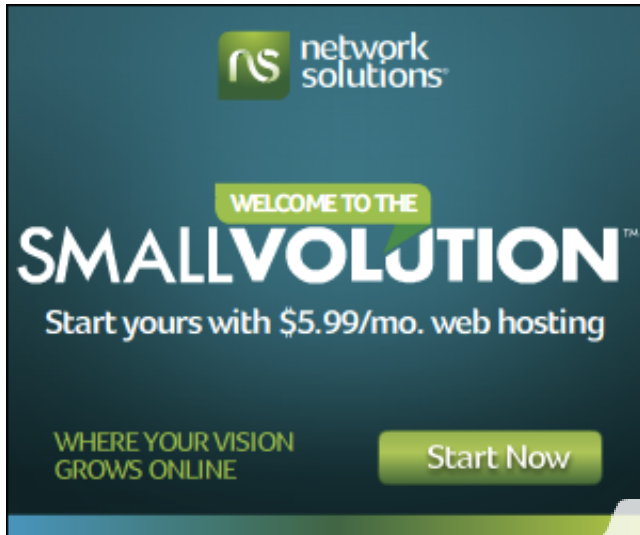 ns network
solutions®
WELCOME TO THE
SMALLVOLUTION™
Start yours with $5.99/mo. web hosting
WHERE YOUR VISION
GROWS ONLINE
Start Now